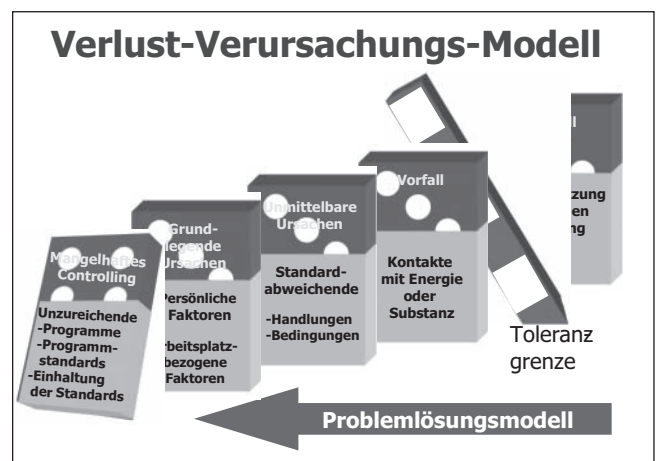 Verlust-Verursachungs-Modell
Mangelhaftes
Controlling
Unzureichende
-Programme
-Programm-
standards
-Einhaltung
der Standards
Grund-
legende
Ursachen
Persönliche
Faktoren
Arbeitsplatz-
bezogene
Faktoren
Unmittelbare
Ursachen
Standard-
abweichende
-Handlungen
-Bedingungen
Vorfall
Kontakte
mit Energie
oder
Substanz
Toleranz
grenze
Problemlösungsmodell